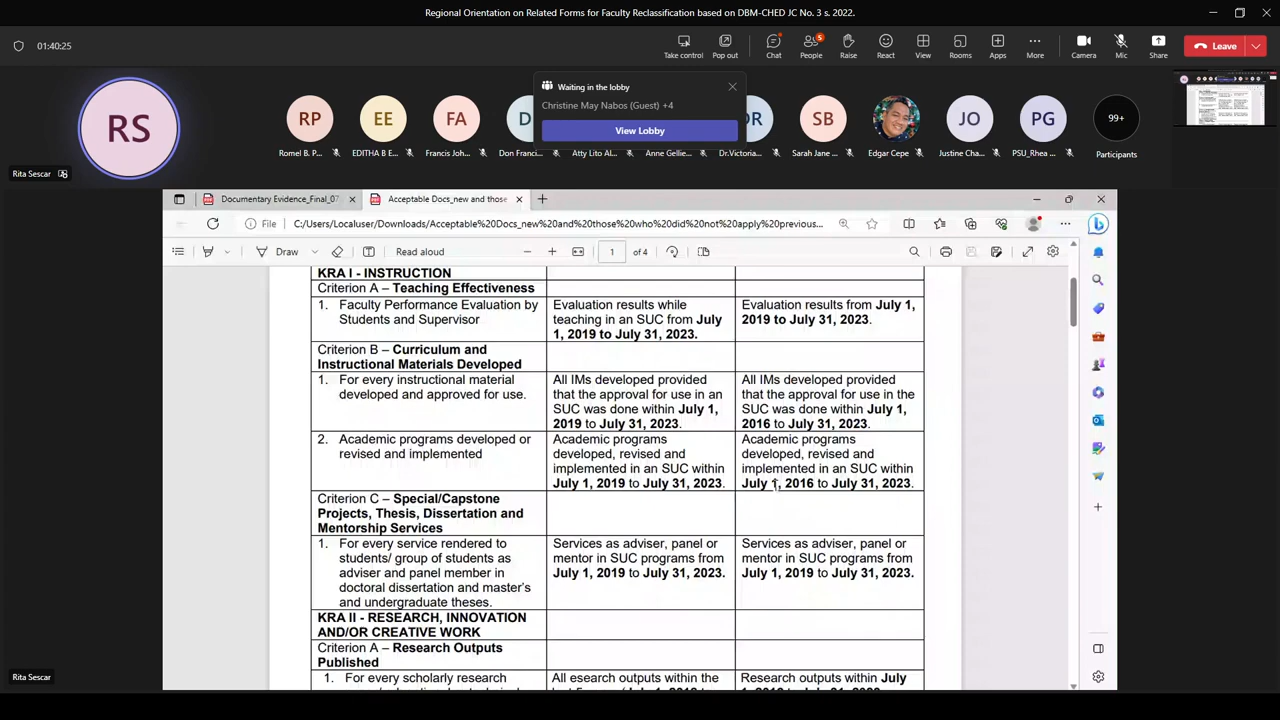 Regional Orientation on Related Forms for Faculty Reclassification based on DBM-CHED JC No. 3 s. 2022.
01:40:25
Take control
Pop out
Chat
5
People
Raise
React
View
Rooms
Apps
More
Camera
Mic
Share
Leave
Waiting in the lobby
Christine May Nabos (Guest) +4
View Lobby
RS
RP
EE
FA
D
DR
SB
JO
PG
99+
Rita Sescar
Romel B. P...
EDITHA B E...
Francis Joh...
Don Franci...
Atty Lito Al...
Anne Gellie...
Dr.Victoria...
Sarah Jane ...
Edgar Cepe
Justine Cha...
PSU_Rhea ...
Participants
Documentary Evidence_Final_07
Acceptable Docs_new and those
File
C:/Users/Localuser/Downloads/Acceptable%20Docs_new%20and%20those%20who%20did%20not%20apply%20previous...
Draw
Read aloud
1
of 4
KRA I - INSTRUCTION
Criterion A – Teaching Effectiveness
1. Faculty Performance Evaluation by
Students and Supervisor
Evaluation results while
teaching in an SUC from July
1, 2019 to July 31, 2023.
Evaluation results from July 1,
2019 to July 31, 2023.
Criterion B – Curriculum and
Instructional Materials Developed
1. For every instructional material
developed and approved for use.
All IMs developed provided
that the approval for use in an
SUC was done within July 1,
2019 to July 31, 2023.
All IMs developed provided
that the approval for use in the
SUC was done within July 1,
2016 to July 31, 2023.
2. Academic programs developed or
revised and implemented
Academic programs
developed, revised and
implemented in an SUC within
July 1, 2019 to July 31, 2023.
Academic programs
developed, revised and
implemented in an SUC within
July 1, 2016 to July 31, 2023.
Criterion C – Special/Capstone
Projects, Thesis, Dissertation and
Mentorship Services
1. For every service rendered to
students/ group of students as
adviser and panel member in
doctoral dissertation and master's
and undergraduate theses.
Services as adviser, panel or
mentor in SUC programs from
July 1, 2019 to July 31, 2023.
Services as adviser, panel or
mentor in SUC programs from
July 1, 2019 to July 31, 2023.
KRA II - RESEARCH, INNOVATION
AND/OR CREATIVE WORK
Criterion A – Research Outputs
Published
1. For every scholarly research
All esearch outputs within the
Research outputs within July
Rita Sescar